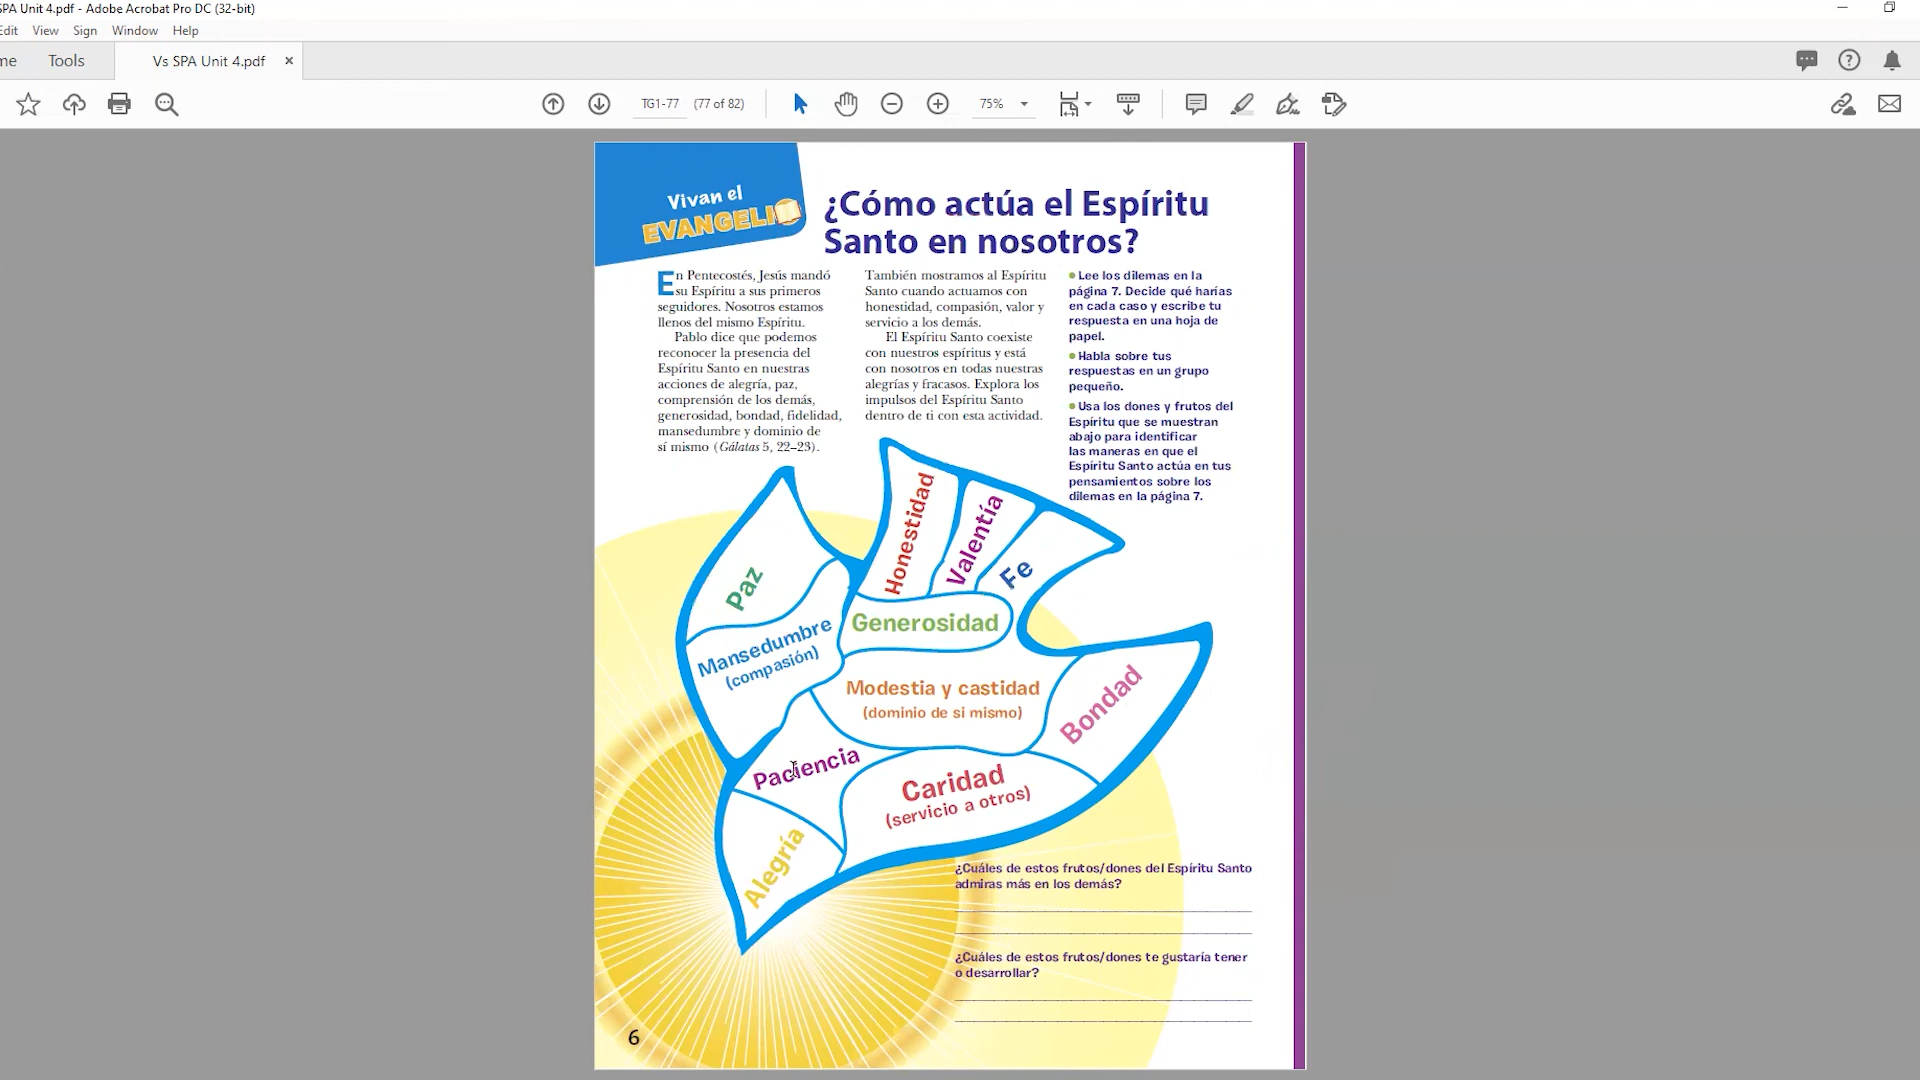 SPA Unit 4.pdf - Adobe Acrobat Pro DC (32-bit)
Edit View Sign Window Help
Tools Vs SPA Unit 4.pdf
TG1-77 (77 of 82) 75%
Vivan el
EVANGELIO
¿Cómo actúa el Espíritu
Santo en nosotros?
En Pentecostés, Jesús mandó
su Espíritu a sus primeros
seguidores. Nosotros estamos
llenos del mismo Espíritu.
Pablo dice que podemos
reconocer la presencia del
Espíritu Santo en nuestras
acciones de alegría, paz,
comprensión de los demás,
generosidad, bondad, fidelidad,
mansedumbre y dominio de
sí mismo (Gálatas 5, 22–23).
También mostramos al Espíritu
Santo cuando actuamos con
honestidad, compasión, valor y
servicio a los demás.
El Espíritu Santo coexiste
con nuestros espíritus y está
con nosotros en todas nuestras
alegrías y fracasos. Explora los
impulsos del Espíritu Santo
dentro de ti con esta actividad.
• Lee los dilemas en la
página 7. Decide qué harías
en cada caso y escribe tu
respuesta en una hoja de
papel.
• Habla sobre tus
respuestas en un grupo
pequeño.
• Usa los dones y frutos del
Espíritu que se muestran
abajo para identificar
las maneras en que el
Espíritu Santo actúa en tus
pensamientos sobre los
dilemas en la página 7.
Honestidad
Valentía
Fe
Paz
Generosidad
Mansedumbre
(compasión)
Modestia y castidad
(dominio de si mismo)
Bondad
Paciencia
Caridad
(servicio a otros)
Alegría
¿Cuáles de estos frutos/dones del Espíritu Santo
admiras más en los demás?
¿Cuáles de estos frutos/dones te gustaría tener
o desarrollar?
6